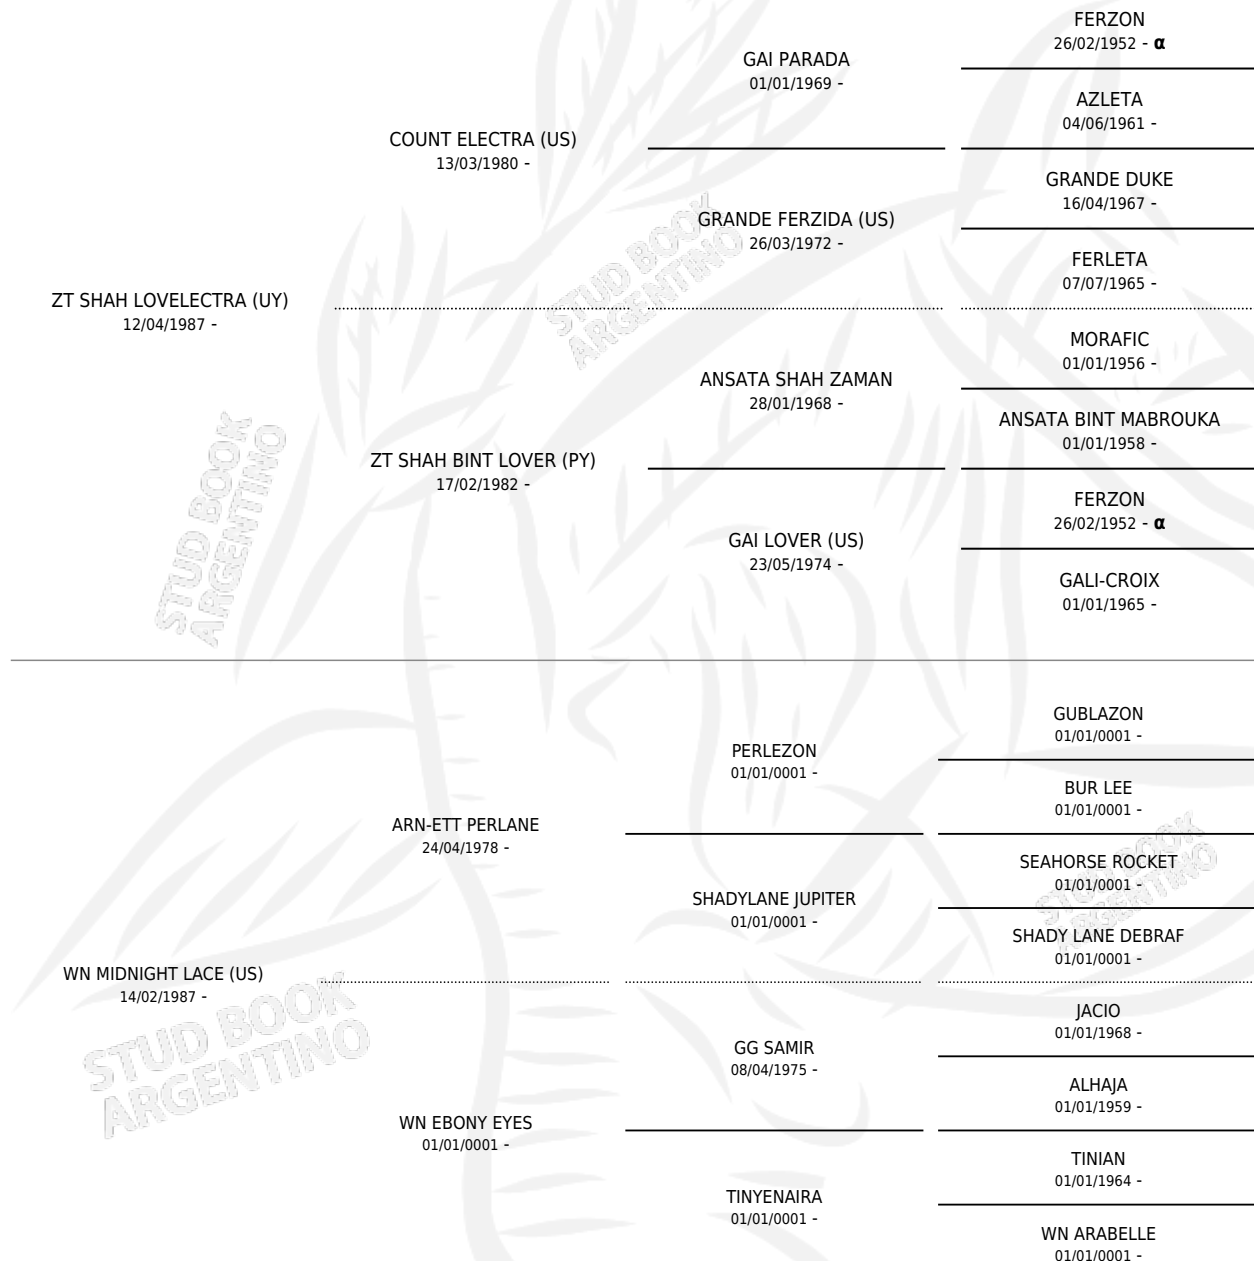 FERZON
26/02/1952 - α
GAI PARADA
01/01/1969 -
AZLETA
04/06/1961 -
COUNT ELECTRA (US)
13/03/1980 -
GRANDE DUKE
16/04/1967 -
GRANDE FERZIDA (US)
26/03/1972 -
FERLETA
07/07/1965 -
ZT SHAH LOVELECTRA (UY)
12/04/1987 -
MORAFIC
01/01/1956 -
ANSATA SHAH ZAMAN
28/01/1968 -
ANSATA BINT MABROUKA
01/01/1958 -
ZT SHAH BINT LOVER (PY)
17/02/1982 -
FERZON
26/02/1952 - α
GAI LOVER (US)
23/05/1974 -
GALI-CROIX
01/01/1965 -
STUD BOOK
ARGENTINO
STUD BOOK
ARGENTINO
GUBLAZON
01/01/0001 -
PERLEZON
01/01/0001 -
BUR LEE
01/01/0001 -
ARN-ETT PERLANE
24/04/1978 -
SEAHORSE ROCKET
01/01/0001 -
SHADYLANE JUPITER
01/01/0001 -
SHADY LANE DEBRAF
01/01/0001 -
WN MIDNIGHT LACE (US)
14/02/1987 -
JACIO
01/01/1968 -
GG SAMIR
08/04/1975 -
ALHAJA
01/01/1959 -
WN EBONY EYES
01/01/0001 -
TINIAN
01/01/1964 -
TINYENAIRA
01/01/0001 -
WN ARABELLE
01/01/0001 -
STUD BOOK
ARGENTINO
STUD BOOK
ARGENTINO